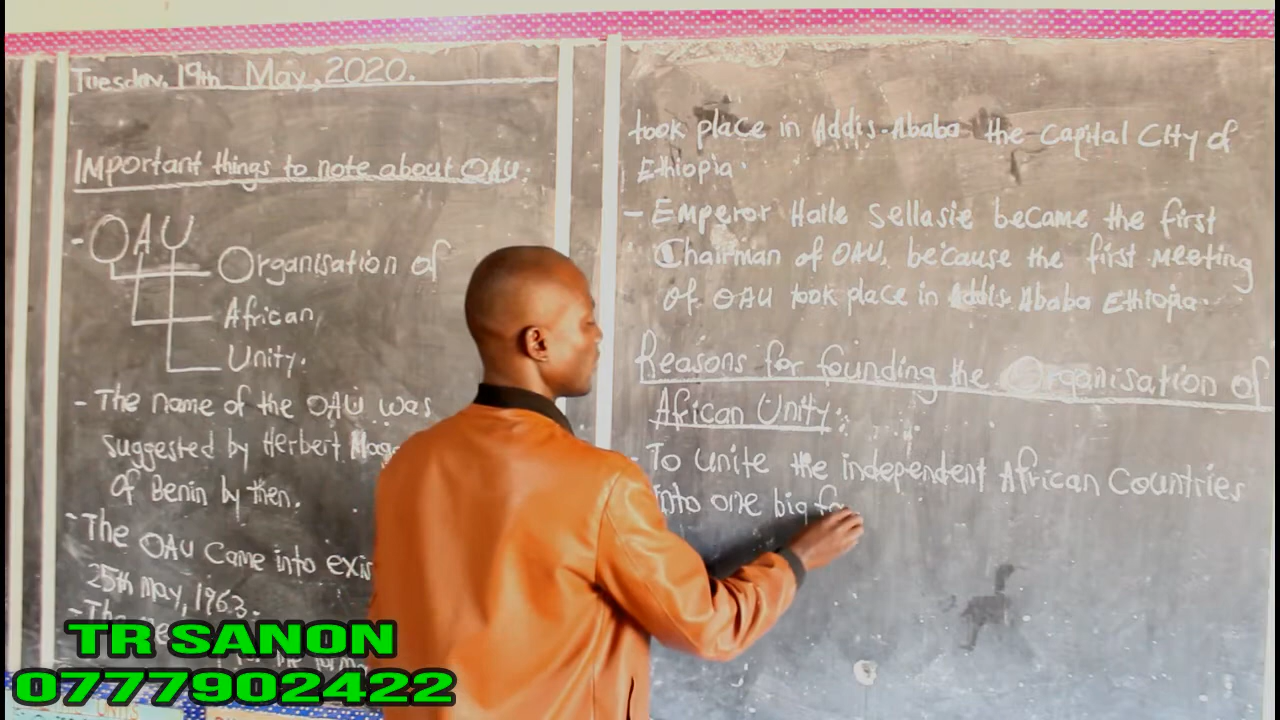 Tuesday, 19th May, 2020.
Important things to note about OAU.
- OAU
Organisation of
African
Unity.
- The name of the OAU was
suggested by Herbert
of Benin by then.
- The OAU Came into
25th May, 1963.
- The
for the
took place in Addis-Ababa the Capital City of
Ethiopia.
- Emperor Haile Sellasie became the first
Chairman of OAU, because the first meeting
of OAU took place in Addis Ababa Ethiopia.
Reasons for founding the Organisation of
African Unity.
- To Unite the independent African Countries
into one big
TR SANON
0777902422